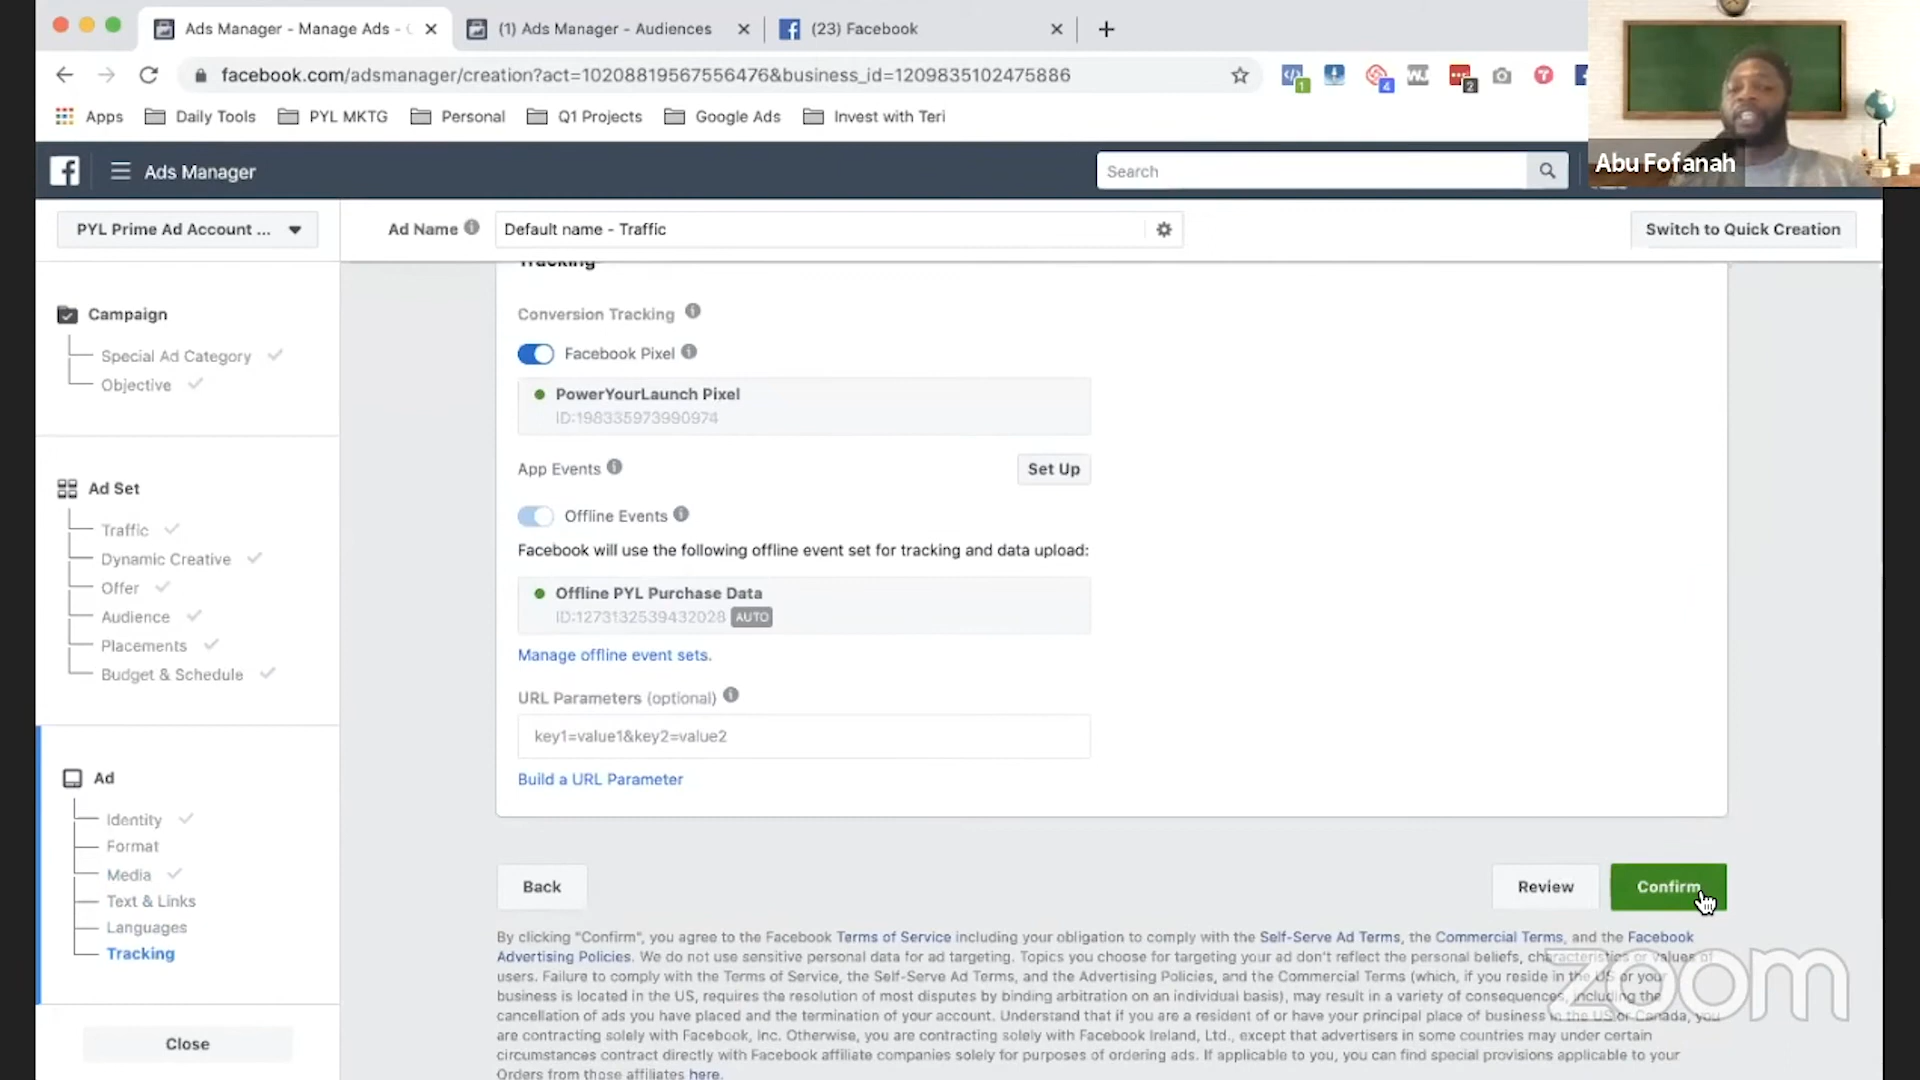 Ads Manager - Manage Ads - (1) Ads Manager - Audiences (23) Facebook
facebook.com/adsmanager/creation?act=10208819567556476&business_id=1209835102475886
Apps Daily Tools PYL MKTG Personal Q1 Projects Google Ads Invest with Teri
Abu Fofanah
Ads Manager Search
PYL Prime Ad Account ... Ad Name Default name - Traffic Switch to Quick Creation
Campaign
Special Ad Category
Objective
Ad Set
Traffic
Dynamic Creative
Offer
Audience
Placements
Budget & Schedule
Ad
Identity
Format
Media
Text & Links
Languages
Tracking
Close
Tracking
Conversion Tracking
Facebook Pixel
PowerYourLaunch Pixel
ID:198335973990974
App Events Set Up
Offline Events
Facebook will use the following offline event set for tracking and data upload:
Offline PYL Purchase Data
ID:1273132539432028 AUTO
Manage offline event sets.
URL Parameters (optional)
key1=value1&key2=value2
Build a URL Parameter
Back Review Confirm
By clicking "Confirm", you agree to the Facebook Terms of Service including your obligation to comply with the Self-Serve Ad Terms, the Commercial Terms, and the Facebook
Advertising Policies. We do not use sensitive personal data for ad targeting. Topics you choose for targeting your ad don't reflect the personal beliefs, characteristics or values of
users. Failure to comply with the Terms of Service, the Self-Serve Ad Terms, and the Advertising Policies, and the Commercial Terms (which, if you reside in the US or your
business is located in the US, requires the resolution of most disputes by binding arbitration on an individual basis), may result in a variety of consequences, including the
cancellation of ads you have placed and the termination of your account. Understand that if you are a resident of or have your principal place of business in the US or Canada, you
are contracting solely with Facebook, Inc. Otherwise, you are contracting solely with Facebook Ireland, Ltd., except that advertisers in some countries may under certain
circumstances contract directly with Facebook affiliate companies solely for purposes of ordering ads. If applicable to you, you can find special provisions applicable to your
Orders from those affiliates here.
zoom